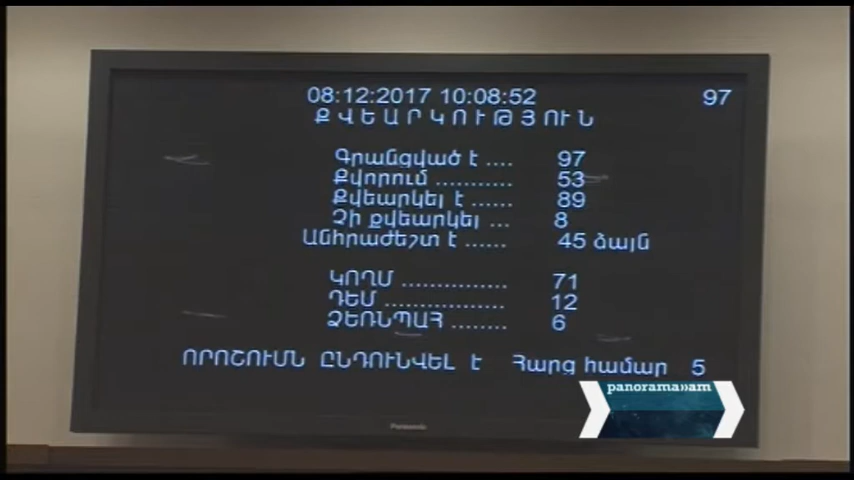 08:12:2017 10:08:52 97
ՔՎԵԱՐԿՈՒԹՅՈՒՆ
Գրանցված է .... 97
Քվորում ........... 53
Քվեարկել է ...... 89
Չի քվեարկել ... 8
Անհրաժեշտ է ...... 45 ձայն
ԿՈՂՄ ............... 71
ԴԵՄ ................. 12
ՁԵՌՆՊԱՀ ........ 6
ՈՐՈՇՈՒՄՆ ԸՆԴՈՒՆՎԵԼ է Հարց համար 5
panorama»am
Panasonic